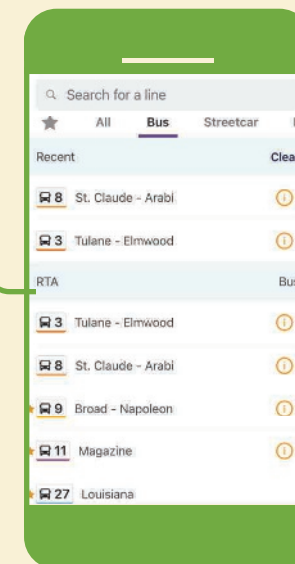 Search for a line
All Bus Streetcar
Recent Clea
8 St. Claude - Arabi
3 Tulane - Elmwood
RTA Bus
3 Tulane - Elmwood
8 St. Claude - Arabi
9 Broad - Napoleon
11 Magazine
27 Louisiana